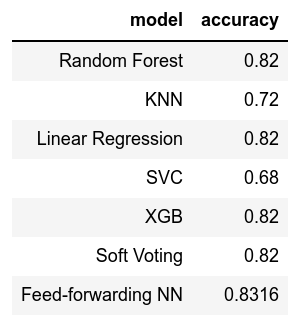 model accuracy
Random Forest 0.82
KNN 0.72
Linear Regression 0.82
SVC 0.68
XGB 0.82
Soft Voting 0.82
Feed-forwarding NN 0.8316